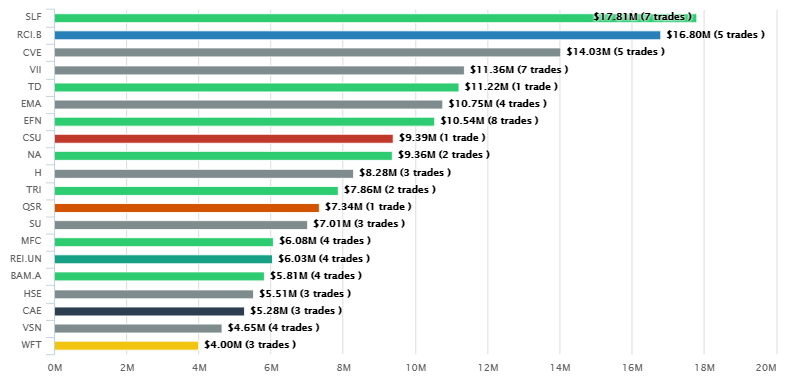 SLF $17.81M (7 trades )
RCI.B $16.80M (5 trades )
CVE $14.03M (5 trades )
VII $11.36M (7 trades )
TD $11.22M (1 trade )
EMA $10.75M (4 trades )
EFN $10.54M (8 trades )
CSU $9.39M (1 trade )
NA $9.36M (2 trades )
H $8.28M (3 trades )
TRI $7.86M (2 trades )
QSR $7.34M (1 trade )
SU $7.01M (3 trades )
MFC $6.08M (4 trades )
REI.UN $6.03M (4 trades )
BAM.A $5.81M (4 trades )
HSE $5.51M (3 trades )
CAE $5.28M (3 trades )
VSN $4.65M (4 trades )
WFT $4.00M (3 trades )
0M 2M 4M 6M 8M 10M 12M 14M 16M 18M 20M